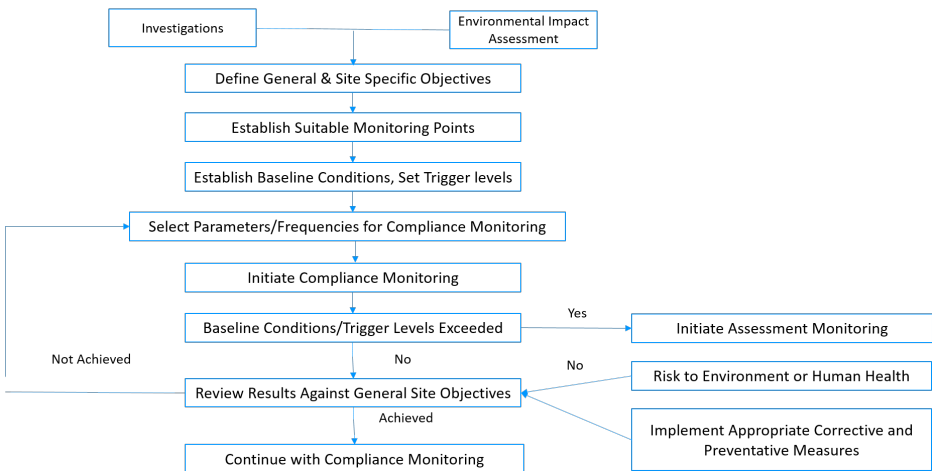 Investigations
Environmental Impact
Assessment
Define General & Site Specific Objectives
Establish Suitable Monitoring Points
Establish Baseline Conditions, Set Trigger levels
Select Parameters/Frequencies for Compliance Monitoring
Initiate Compliance Monitoring
Baseline Conditions/Trigger Levels Exceeded
Yes
Initiate Assessment Monitoring
Not Achieved
No
No
Risk to Environment or Human Health
Review Results Against General Site Objectives
Achieved
Implement Appropriate Corrective and
Preventative Measures
Continue with Compliance Monitoring